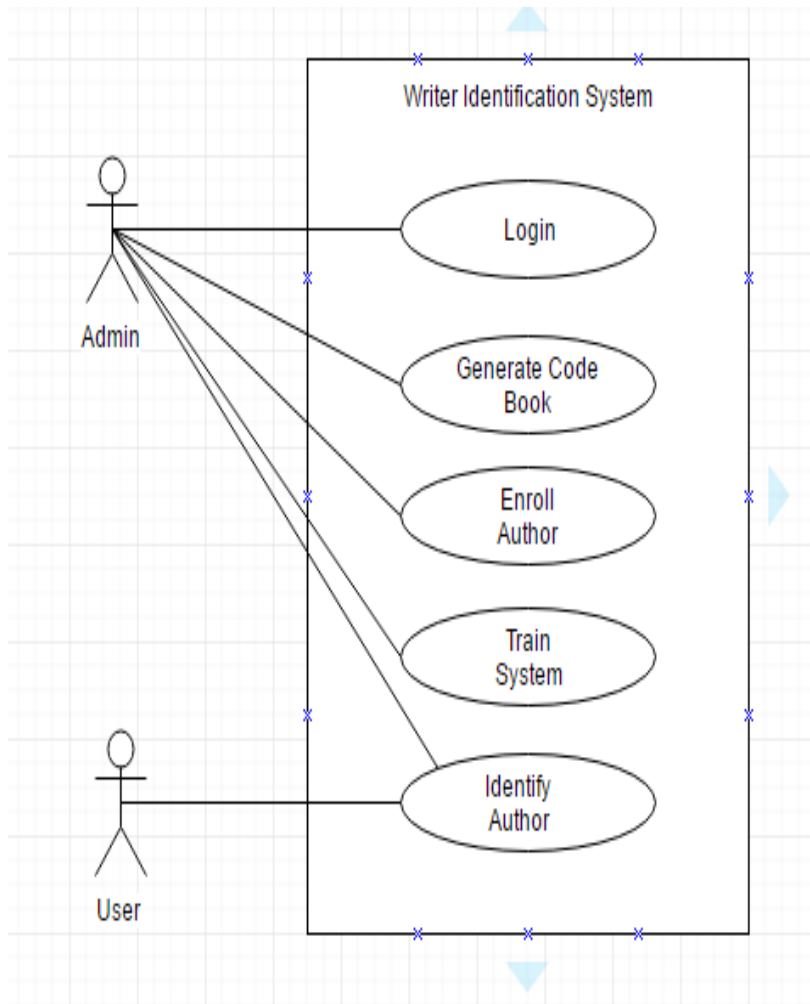 Writer Identification System
Login
Admin
Generate Code
Book
Enroll
Author
Train
System
Identify
Author
User